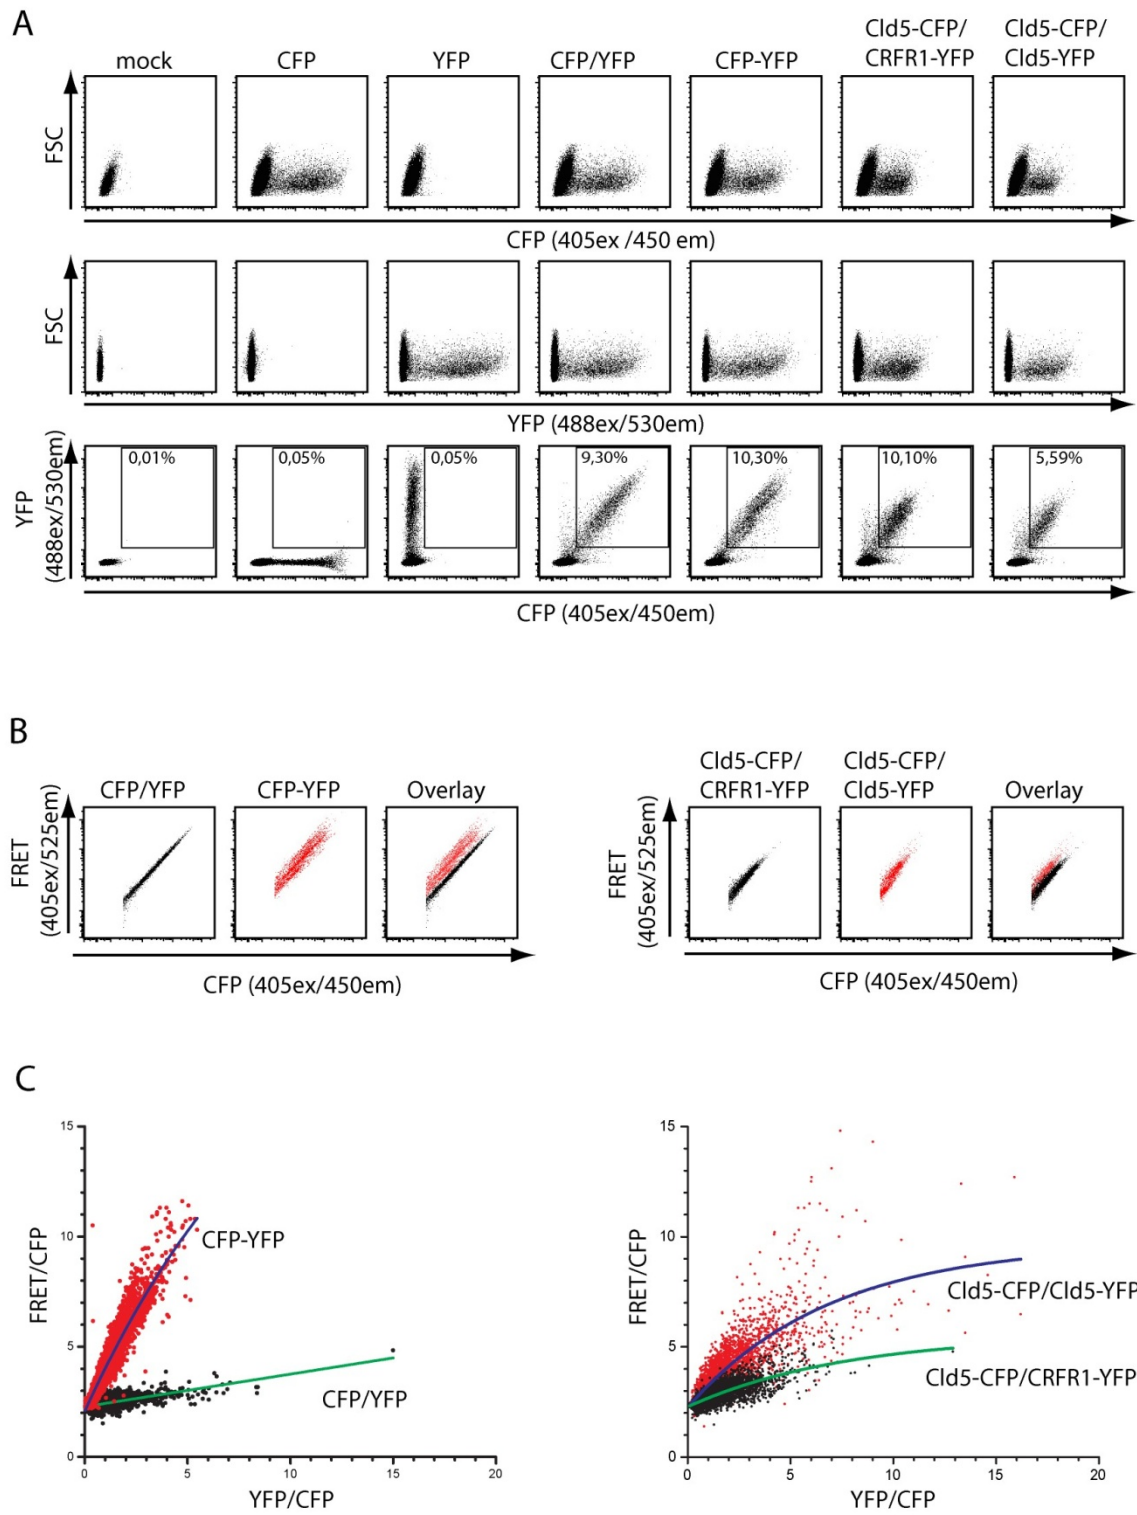 A
mock
CFP
YFP
CFP/YFP
CFP-YFP
Cld5-CFP/
CRFR1-YFP
Cld5-CFP/
Cld5-YFP
FSC
CFP (405ex /450 em)
FSC
YFP (488ex/530em)
YFP
(488ex/530em)
0,01%
0,05%
0,05%
9,30%
10,30%
10,10%
5,59%
CFP (405ex/450em)
B
CFP/YFP
CFP-YFP
Overlay
FRET
(405ex/525em)
CFP (405ex/450em)
Cld5-CFP/
CRFR1-YFP
Cld5-CFP/
Cld5-YFP
Overlay
FRET
(405ex/525em)
CFP (405ex/450em)
C
FRET/CFP
15
10
5
0
CFP-YFP
CFP/YFP
0 5 10 15 20
YFP/CFP
FRET/CFP
15
10
5
0
Cld5-CFP/Cld5-YFP
Cld5-CFP/CRFR1-YFP
0 5 10 15 20
YFP/CFP